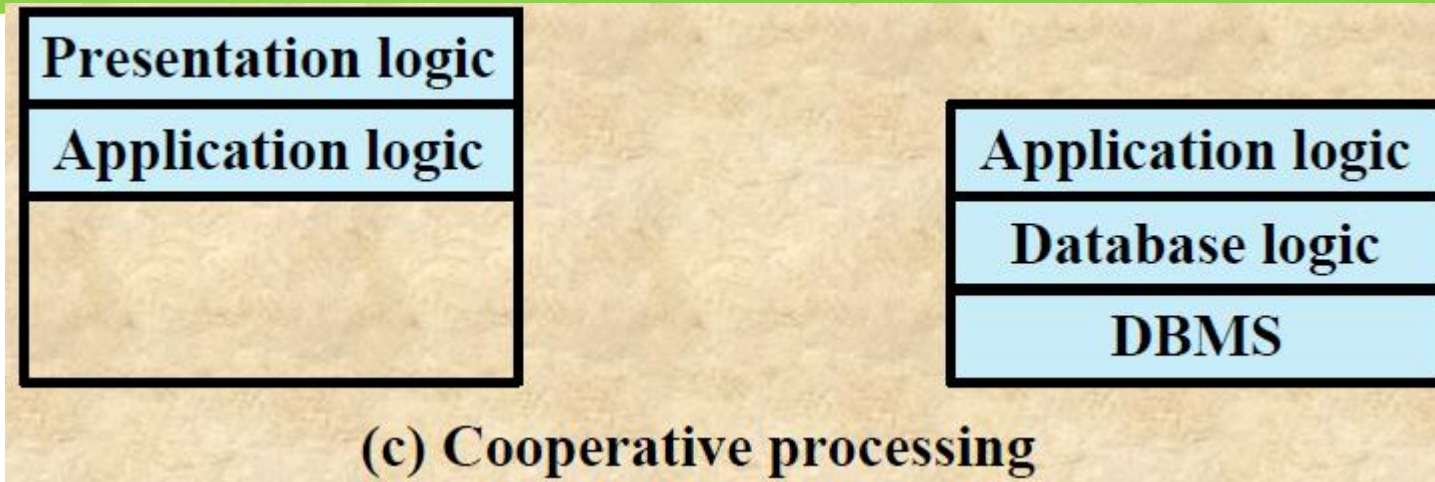 Presentation logic
Application logic
Application logic
Database logic
DBMS
(c) Cooperative processing